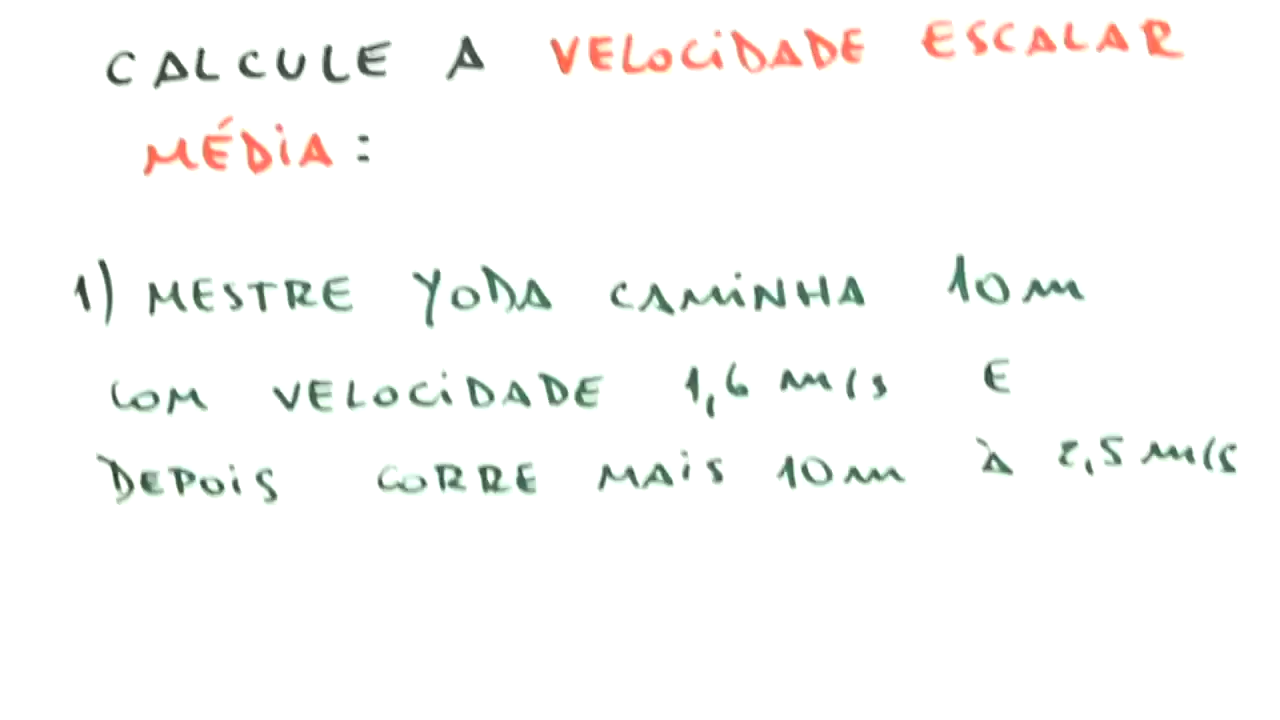 CALCULE A VELOCIDADE ESCALAR
MÉDIA:
1) MESTRE YODA CAMINHA 10m
COM VELOCIDADE 1,6 m/s E
DEPOIS CORRE MAIS 10m À 2,5 m/s